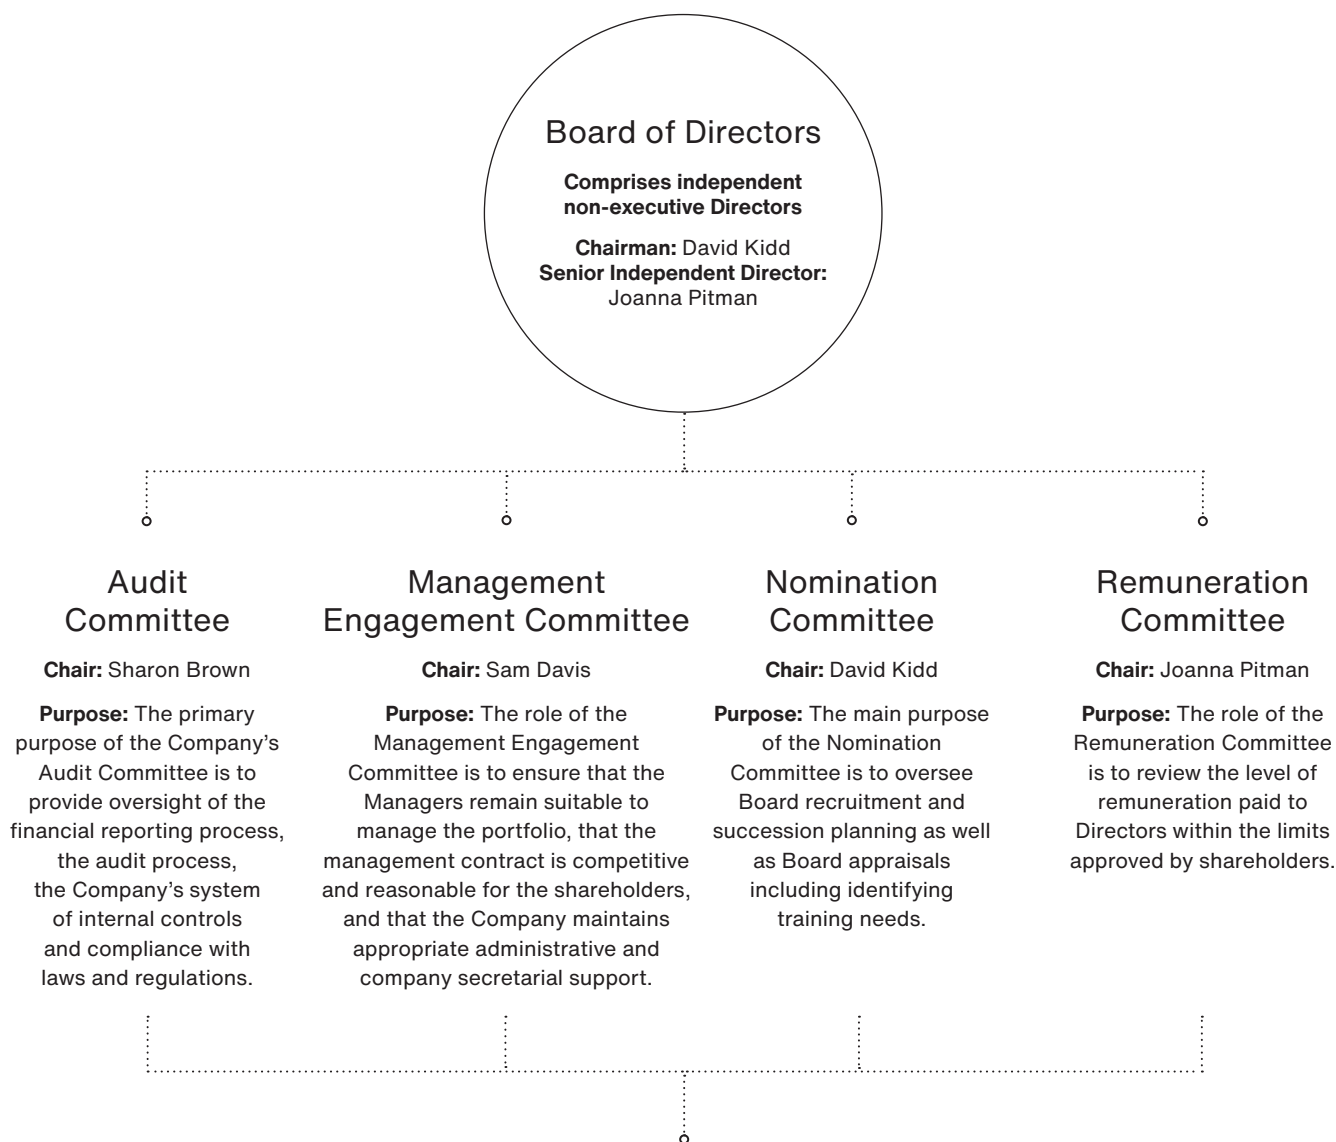 Board of Directors
Comprises independent
non-executive Directors
Chairman: David Kidd
Senior Independent Director:
Joanna Pitman
Audit
Committee
Chair: Sharon Brown
Purpose: The primary
purpose of the Company’s
Audit Committee is to
provide oversight of the
financial reporting process,
the audit process,
the Company’s system
of internal controls
and compliance with
laws and regulations.
Management
Engagement Committee
Chair: Sam Davis
Purpose: The role of the
Management Engagement
Committee is to ensure that the
Managers remain suitable to
manage the portfolio, that the
management contract is competitive
and reasonable for the shareholders,
and that the Company maintains
appropriate administrative and
company secretarial support.
Nomination
Committee
Chair: David Kidd
Purpose: The main purpose
of the Nomination
Committee is to oversee
Board recruitment and
succession planning as well
as Board appraisals
including identifying
training needs.
Remuneration
Committee
Chair: Joanna Pitman
Purpose: The role of the
Remuneration Committee
is to review the level of
remuneration paid to
Directors within the limits
approved by shareholders.